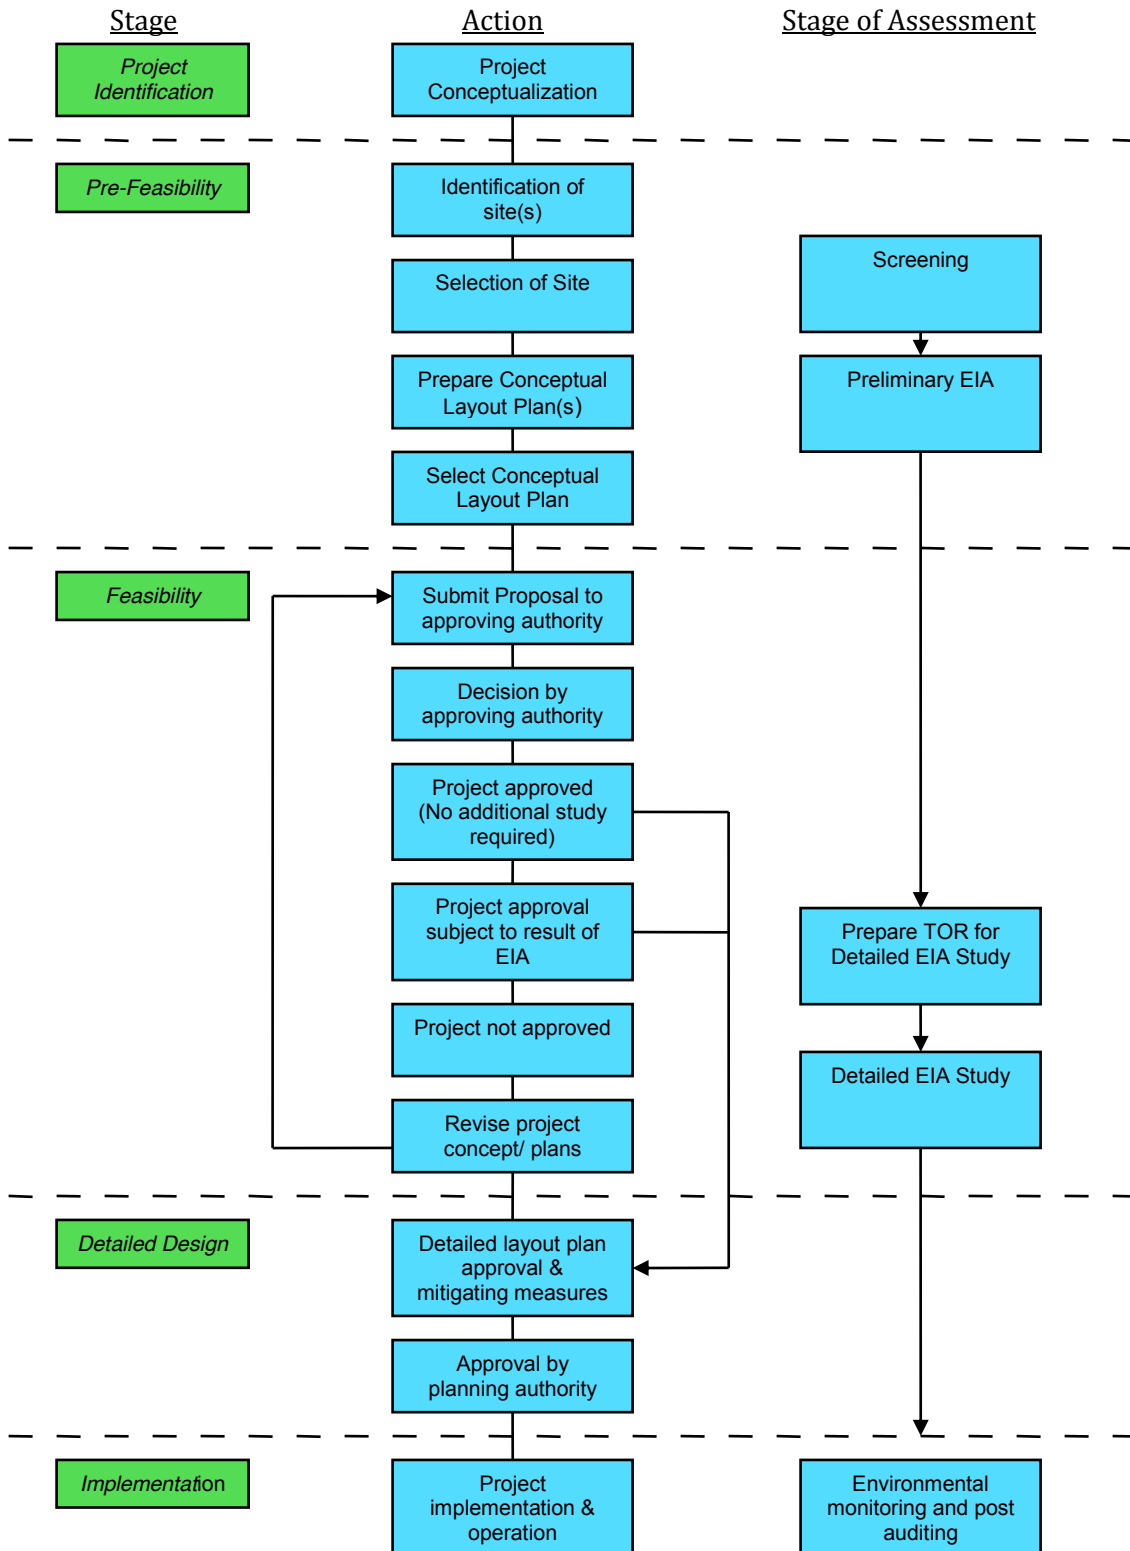 Stage
Action
Stage of Assessment
Project
Identification
Project
Conceptualization
Pre-Feasibility
Identification of
site(s)
Screening
Selection of Site
Prepare Conceptual
Layout Plan(s)
Preliminary EIA
Select Conceptual
Layout Plan
Feasibility
Submit Proposal to
approving authority
Decision by
approving authority
Project approved
(No additional study
required)
Project approval
subject to result of
EIA
Prepare TOR for
Detailed EIA Study
Project not approved
Detailed EIA Study
Revise project
concept/ plans
Detailed Design
Detailed layout plan
approval &
mitigating measures
Approval by
planning authority
Implementation
Project
implementation &
operation
Environmental
monitoring and post
auditing